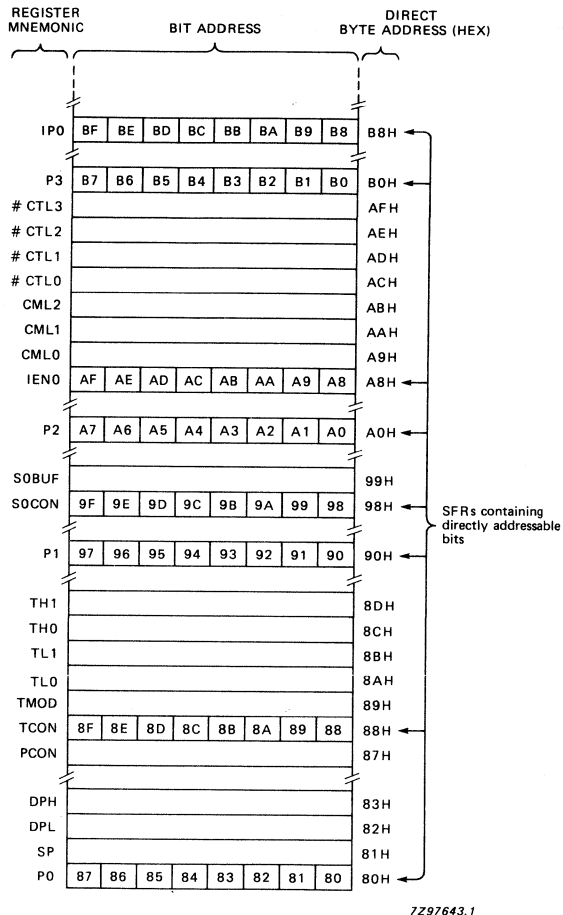 REGISTER
MNEMONIC
BIT ADDRESS
DIRECT
BYTE ADDRESS (HEX)
IP0 BF BE BD BC BB BA B9 B8 B8H
P3 B7 B6 B5 B4 B3 B2 B1 B0 B0H
# CTL3 AFH
# CTL2 AEH
# CTL1 ADH
# CTL0 ACH
CML2 ABH
CML1 AAH
CML0 A9H
IEN0 AF AE AD AC AB AA A9 A8 A8H
P2 A7 A6 A5 A4 A3 A2 A1 A0 A0H
S0BUF 99H
S0CON 9F 9E 9D 9C 9B 9A 99 98 98H
SFRs containing
directly addressable
bits
P1 97 96 95 94 93 92 91 90 90H
TH1 8DH
TH0 8CH
TL1 8BH
TL0 8AH
TMOD 89H
TCON 8F 8E 8D 8C 8B 8A 89 88 88H
PCON 87H
DPH 83H
DPL 82H
SP 81H
P0 87 86 85 84 83 82 81 80 80H
7Z97643.1